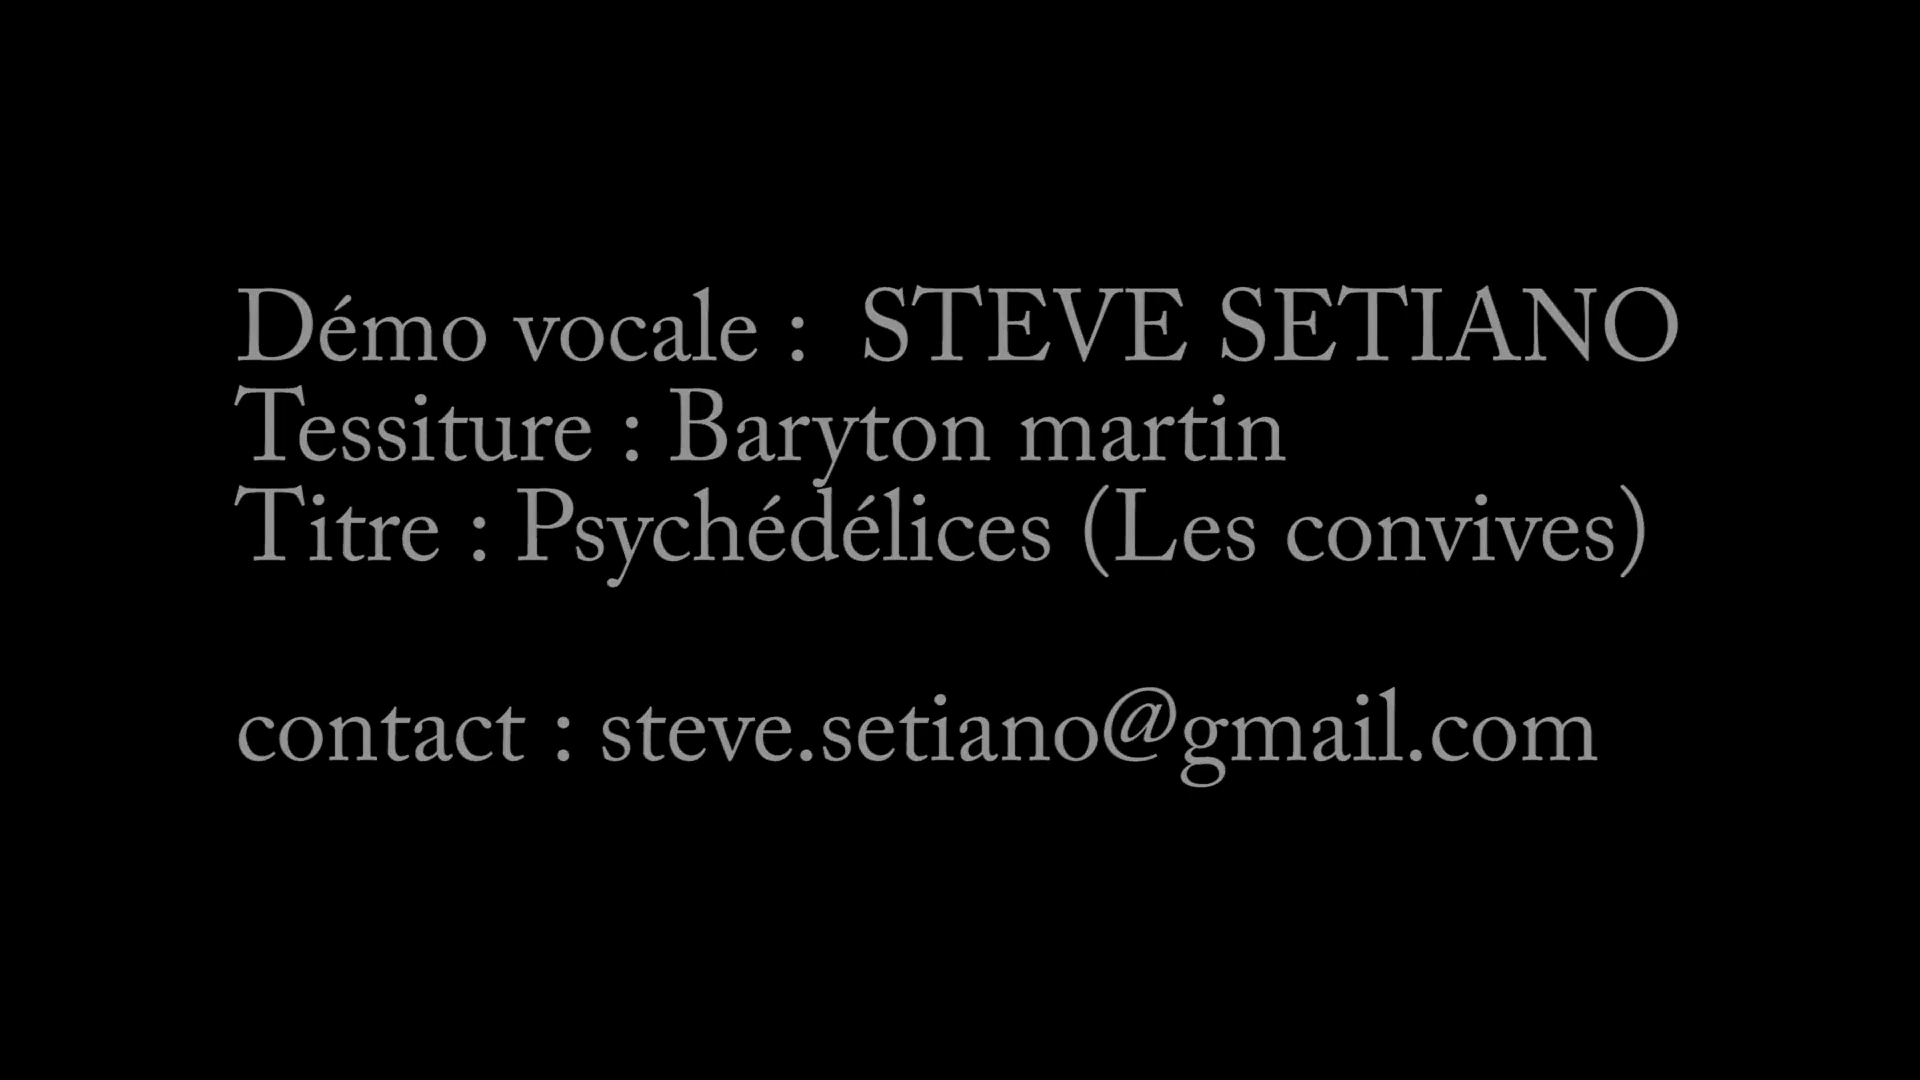 Démo vocale :  STEVE SETIANO
Tessiture : Baryton martin
Titre : Psychédélices (Les convives)
contact : steve.setiano@gmail.com